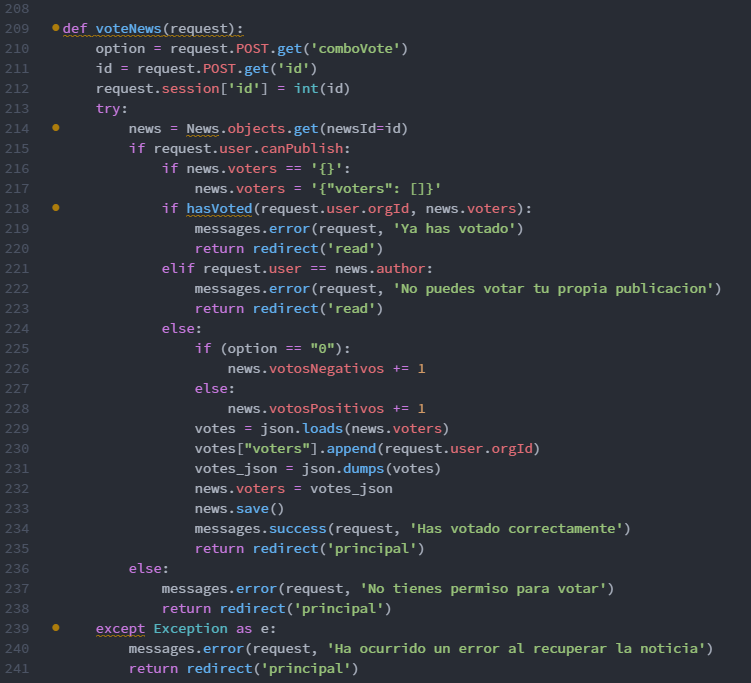 208
209 def voteNews(request):
210     option = request.POST.get('comboVote')
211     id = request.POST.get('id')
212     request.session['id'] = int(id)
213     try:
214         news = News.objects.get(newsId=id)
215         if request.user.canPublish:
216             if news.voters == '{}':
217                 news.voters = '{"voters": []}'
218             if hasVoted(request.user.orgId, news.voters):
219                 messages.error(request, 'Ya has votado')
220                 return redirect('read')
221             elif request.user == news.author:
222                 messages.error(request, 'No puedes votar tu propia publicacion')
223                 return redirect('read')
224             else:
225                 if (option == "0"):
226                     news.votosNegativos += 1
227                 else:
228                     news.votosPositivos += 1
229                 votes = json.loads(news.voters)
230                 votes["voters"].append(request.user.orgId)
231                 votes_json = json.dumps(votes)
232                 news.voters = votes_json
233                 news.save()
234                 messages.success(request, 'Has votado correctamente')
235                 return redirect('principal')
236         else:
237             messages.error(request, 'No tienes permiso para votar')
238             return redirect('principal')
239     except Exception as e:
240         messages.error(request, 'Ha ocurrido un error al recuperar la noticia')
241         return redirect('principal')